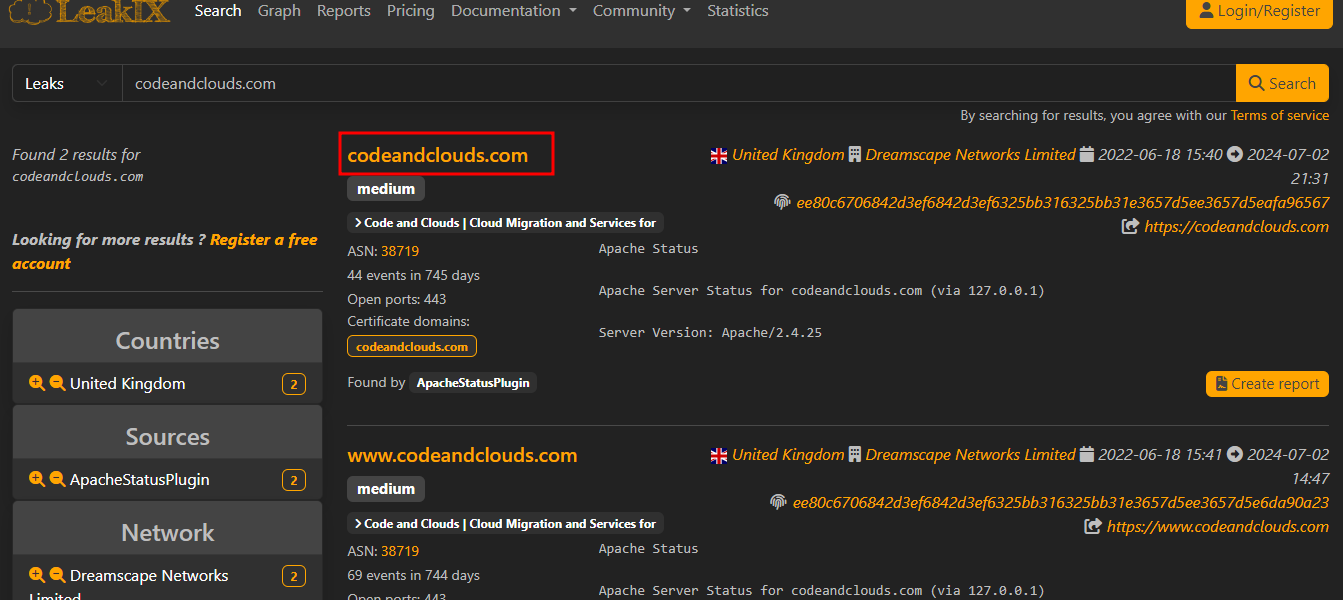 LeakIX Search Graph Reports Pricing Documentation Community Statistics Login/Register
Leaks codeandclouds.com Search
By searching for results, you agree with our Terms of service
Found 2 results for
codeandclouds.com
Looking for more results ? Register a free
account
Countries
United Kingdom 2
Sources
ApacheStatusPlugin 2
Network
Dreamscape Networks 2
Limited
codeandclouds.com
United Kingdom Dreamscape Networks Limited 2022-06-18 15:40 2024-07-02
21:31
medium
ee80c6706842d3ef6842d3ef6325bb316325bb31e3657d5ee3657d5eafa96567
Code and Clouds | Cloud Migration and Services for
https://codeandclouds.com
ASN: 38719
44 events in 745 days
Open ports: 443
Certificate domains:
codeandclouds.com
Found by ApacheStatusPlugin
Apache Status
Apache Server Status for codeandclouds.com (via 127.0.0.1)
Server Version: Apache/2.4.25
Create report
www.codeandclouds.com
United Kingdom Dreamscape Networks Limited 2022-06-18 15:41 2024-07-02
14:47
medium
ee80c6706842d3ef6842d3ef6325bb316325bb31e3657d5ee3657d5e6da90a23
Code and Clouds | Cloud Migration and Services for
https://www.codeandclouds.com
ASN: 38719
69 events in 744 days
Open ports: 443
Apache Status
Apache Server Status for codeandclouds.com (via 127.0.0.1)